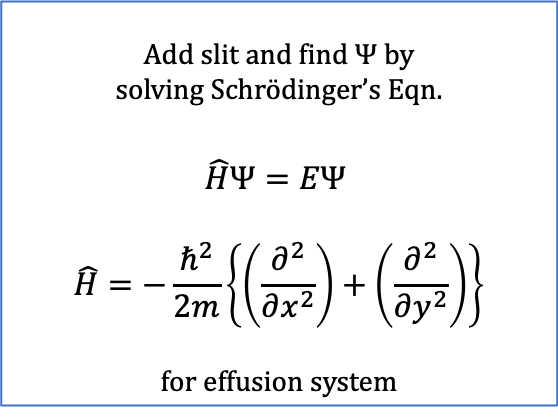 Add slit and find Ψ by
solving Schrödinger’s Eqn.
ĤΨ = EΨ
Ĥ = −ħ²/2m {(∂²/∂x²) + (∂²/∂y²)}
for effusion system